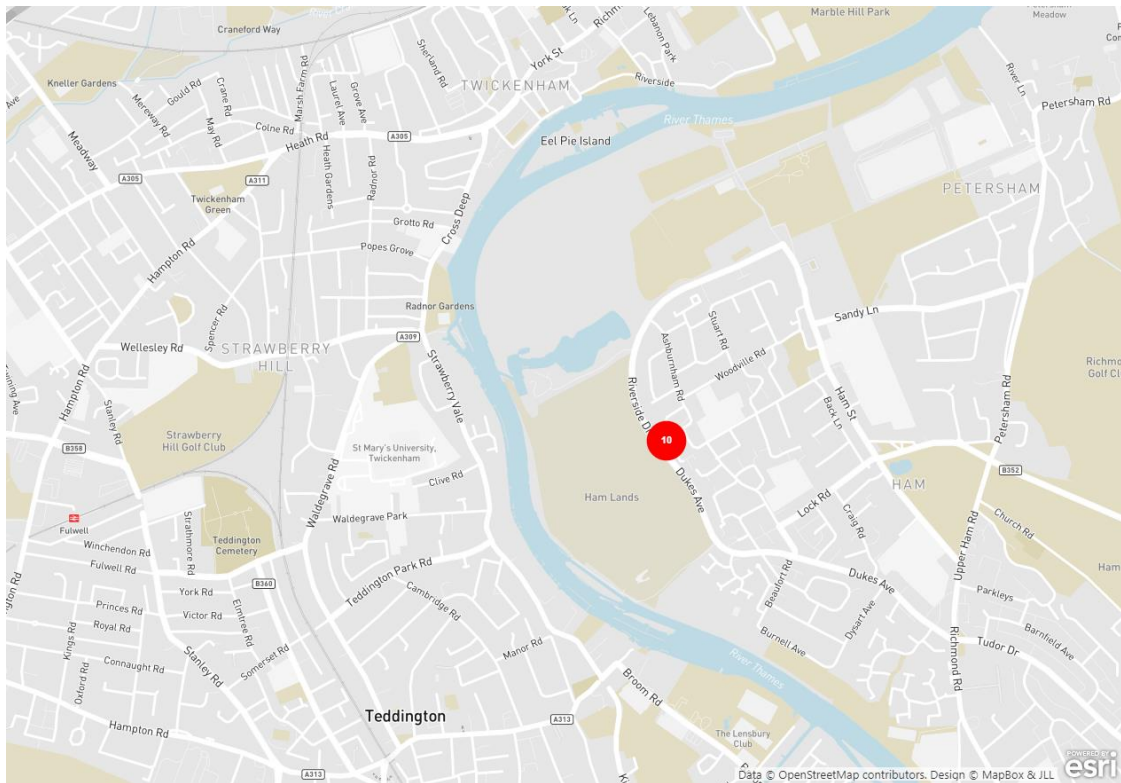 Craneford Way
River
Kneller Gardens
Gould Rd
Crane Rd
Mereway Rd
May Rd
Colne Rd
Marsh Farm Rd
Laurel Ave
Grove Ave
Sherland Rd
York St
Lebanon Park
Riverside
TWICKENHAM
Marble Hill Park
Petersham
Meadow
River Ln
Petersham Rd
River Thames
Eel Pie Island
Meadway
Heath Rd
A305
A305
A311
Heath Gardens
Radnor Rd
Twickenham
Green
Hampton Rd
Grotto Rd
Popes Grove
Cross Deep
PETERSHAM
Radnor Gardens
Spencer Rd
Wellesley Rd
STRAWBERRY
HILL
A309
Strawberry Vale
Sandy Ln
Stuart Rd
Ashburnham Rd
Woodville Rd
Riverside Dr
Ham St
Back Ln
Petersham Rd
Hampton Rd
Stanley Rd
B358
Strawberry
Hill Golf Club
St Mary's University,
Twickenham
Clive Rd
Waldegrave Rd
Waldegrave Park
10
Ham Lands
Dukes Ave
Lock Rd
Craig Rd
HAM
B352
Church Rd
Upper Ham Rd
Fulwell
Winchendon Rd
Fulwell Rd
Strathmore Rd
Teddington
Cemetery
B360
Teddington Park Rd
Cambridge Rd
York Rd
Victor Rd
Elmtree Rd
Princes Rd
Royal Rd
Kings Rd
Oxford Rd
Connaught Rd
Stanley Rd
Somerset Rd
Manor Rd
Beaufort Rd
Dukes Ave
Dysart Ave
Burnell Ave
Parkleys
Barnfield Ave
Tudor Dr
Richmond Rd
River Thames
Broom Rd
Teddington
A313
Hampton Rd
A313
The Lensbury
Club
POWERED BY
esri
Data © OpenStreetMap contributors. Design © MapBox & JLL